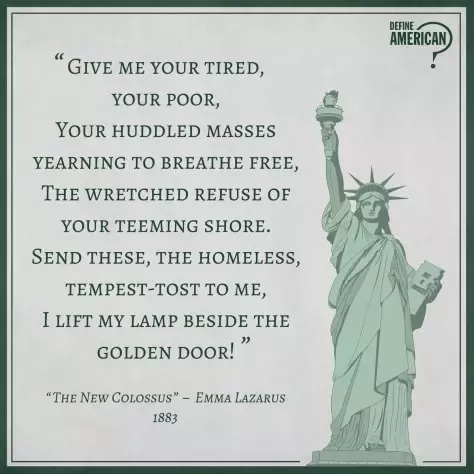 DEFINE
AMERICAN
?
“GIVE ME YOUR TIRED,
YOUR POOR,
YOUR HUDDLED MASSES
YEARNING TO BREATHE FREE,
THE WRETCHED REFUSE OF
YOUR TEEMING SHORE.
SEND THESE, THE HOMELESS,
TEMPEST-TOST TO ME,
I LIFT MY LAMP BESIDE THE
GOLDEN DOOR!”
“THE NEW COLOSSUS” – EMMA LAZARUS
1883